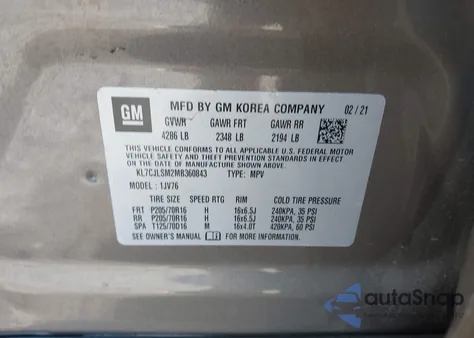 GM
MFD BY GM KOREA COMPANY 02/21
GVWR GAWR FRT GAWR RR
4286 LB 2348 LB 2194 LB
THIS VEHICLE CONFORMS TO ALL APPLICABLE U.S. FEDERAL MOTOR
VEHICLE SAFETY AND THEFT PREVENTION STANDARDS IN
EFFECT ON THE DATE OF MANUFACTURE SHOWN ABOVE.
KL7CJLSM2MB360843 TYPE: MPV
MODEL: 1JV76
TIRE SIZE SPEED RTG RIM COLD TIRE PRESSURE
FRT P205/70R16 H 16x6.5J 240KPA, 35 PSI
RR P205/70R16 H 16x6.5J 240KPA, 35 PSI
SPA T125/70D16 M 16x4.0T 420KPA, 60 PSI
SEE OWNER'S MANUAL FOR MORE INFORMATION
autoSnap